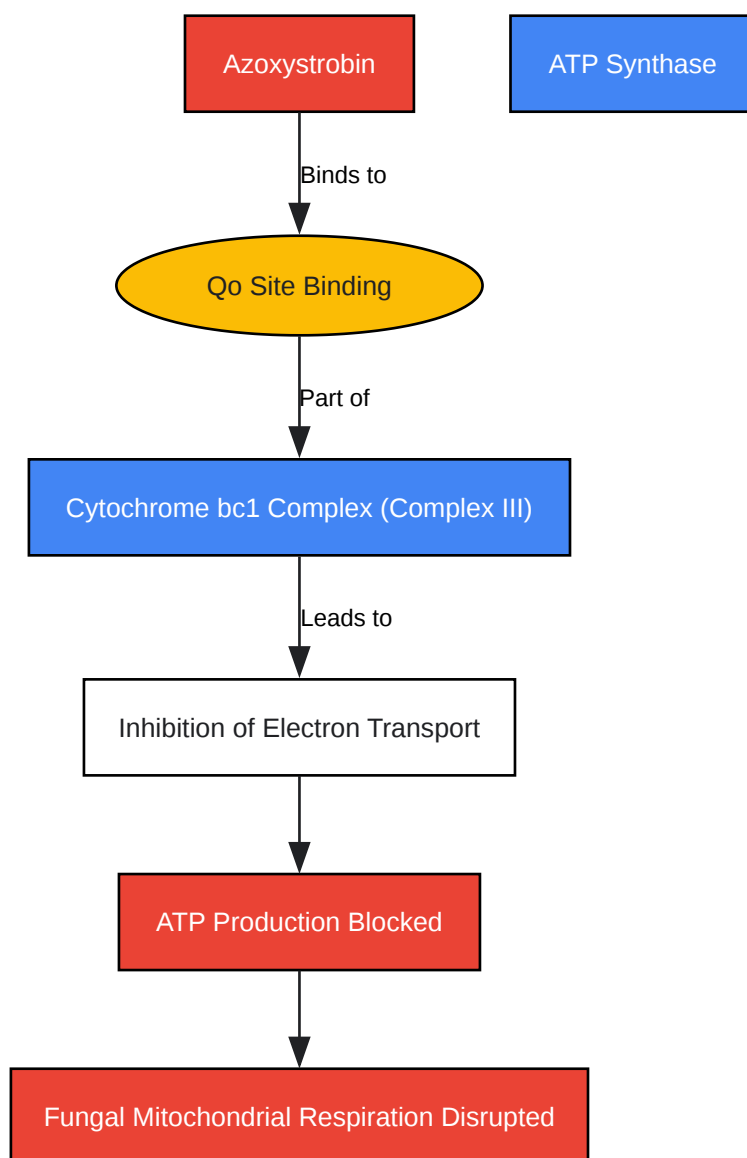 Azoxystrobin
ATP Synthase
Binds to
Qo Site Binding
Part of
Cytochrome bc1 Complex (Complex III)
Leads to
Inhibition of Electron Transport
ATP Production Blocked
Fungal Mitochondrial Respiration Disrupted